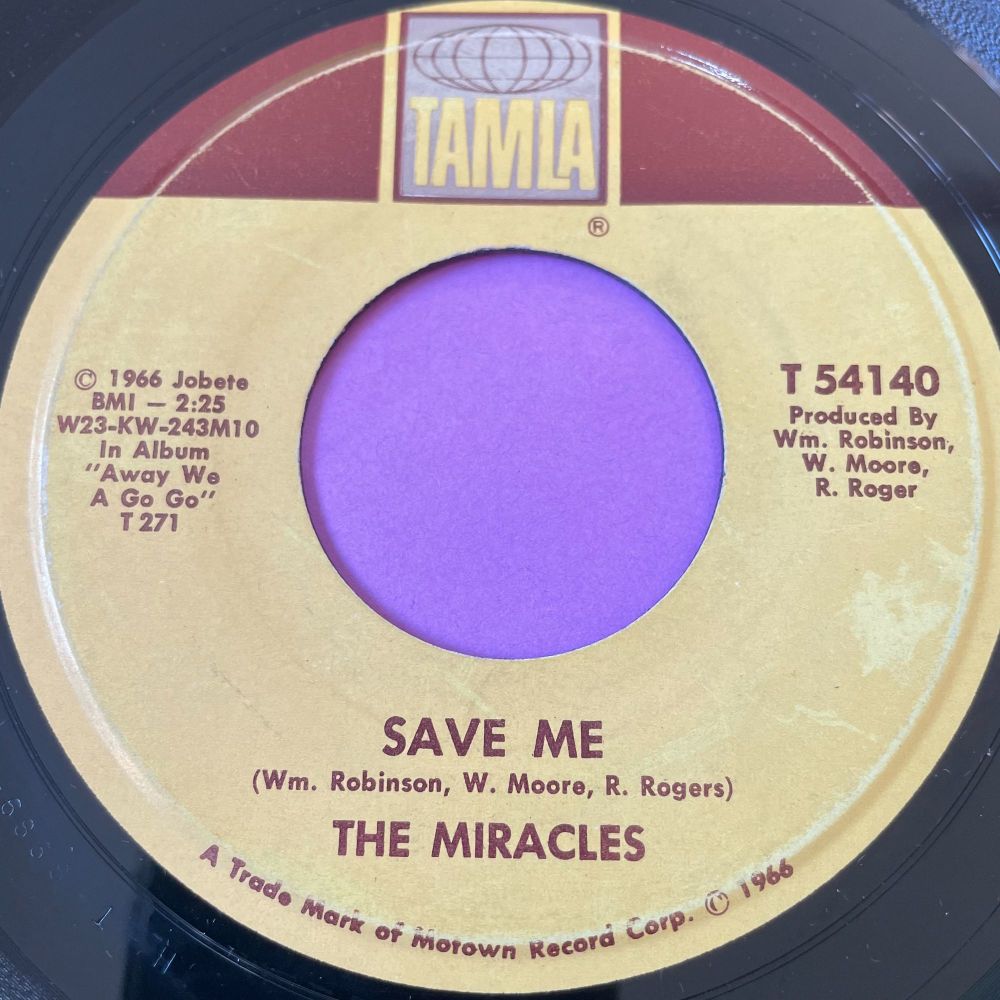 TAMLA
®
© 1966 Jobete
BMI — 2:25
W23-KW-243M10
In Album
"Away We
A Go Go"
T 271
T 54140
Produced By
Wm. Robinson,
W. Moore,
R. Roger
SAVE ME
(Wm. Robinson, W. Moore, R. Rogers)
THE MIRACLES
A Trade Mark of Motown Record Corp. © 1966